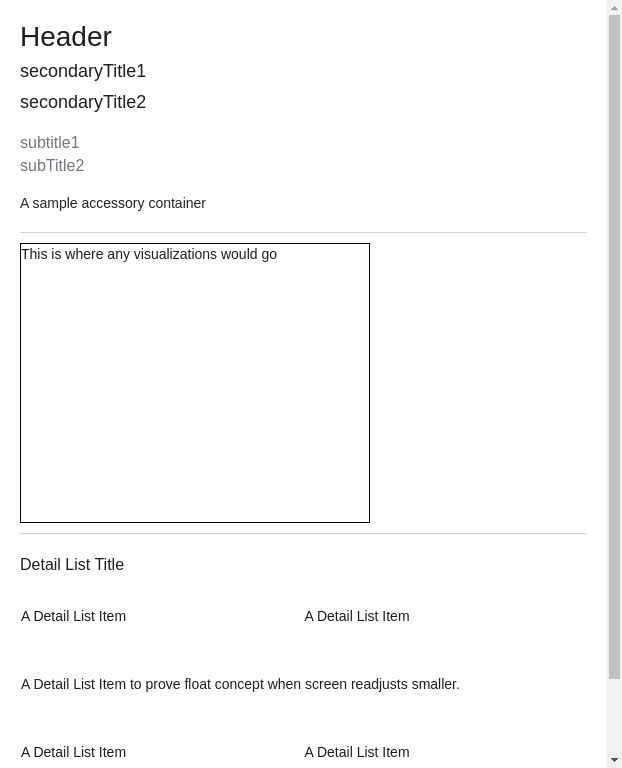 Header
secondaryTitle1
secondaryTitle2
subtitle1
subTitle2
A sample accessory container
This is where any visualizations would go
Detail List Title
A Detail List Item
A Detail List Item
A Detail List Item to prove float concept when screen readjusts smaller.
A Detail List Item
A Detail List Item